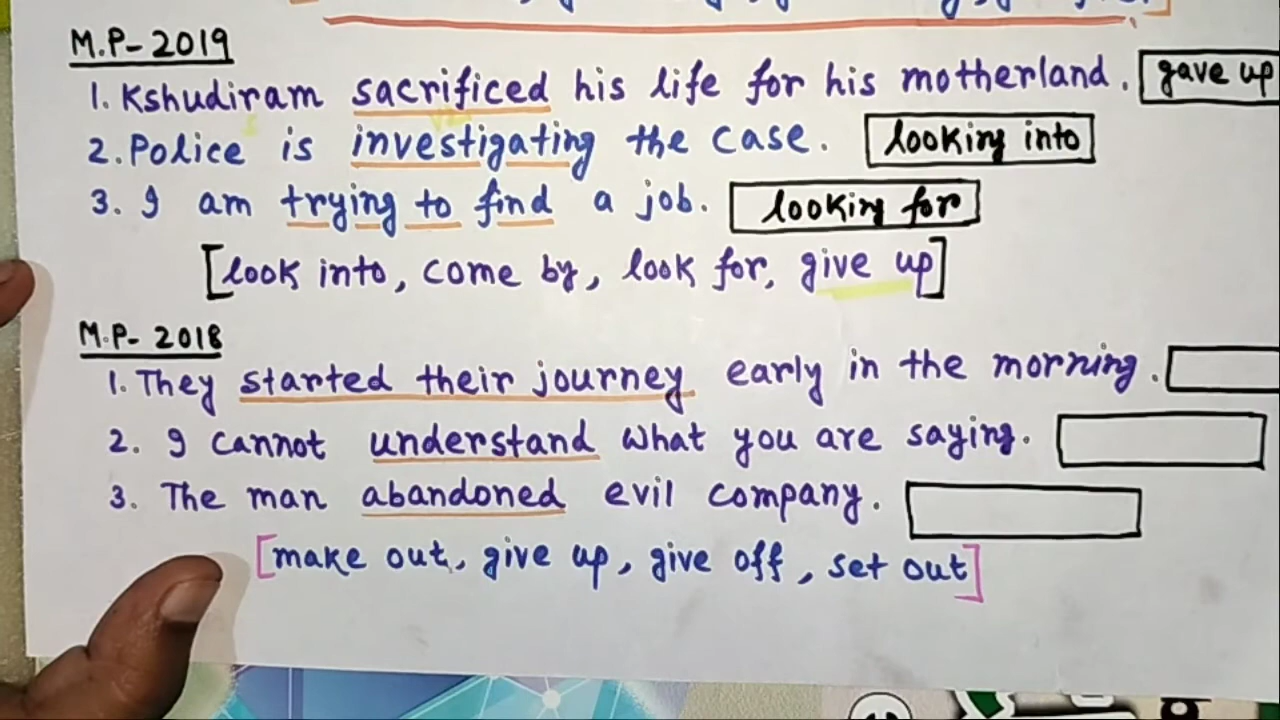 M.P- 2019
1. Kshudiram sacrificed his life for his motherland. gave up
2. Police is investigating the case. looking into
3. I am trying to find a job. looking for
[look into, come by, look for, give up]
M.P- 2018
1. They started their journey early in the morning.
2. I cannot understand what you are saying.
3. The man abandoned evil company.
[make out, give up, give off, set out]